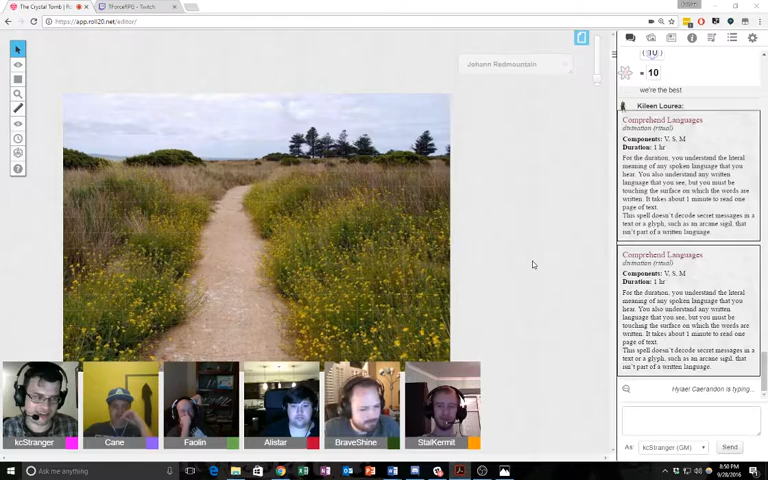 The Crystal Tomb | Ro
TForceRPG - Twitch
https://app.roll20.net/editor/
Johann Redmountain
(10)
= 10
we're the best
Kileen Lourea:
Comprehend Languages
divination (ritual)
Components: V, S, M
Duration: 1 hr
For the duration, you understand the literal
meaning of any spoken language that you
hear. You also understand any written
language that you see, but you must be
touching the surface on which the words are
written. It takes about 1 minute to read one
page of text.
This spell doesn't decode secret messages in a
text or a glyph, such as an arcane sigil, that
isn't part of a written language.
Comprehend Languages
divination (ritual)
Components: V, S, M
Duration: 1 hr
For the duration, you understand the literal
meaning of any spoken language that you
hear. You also understand any written
language that you see, but you must be
touching the surface on which the words are
written. It takes about 1 minute to read one
page of text.
This spell doesn't decode secret messages in a
text or a glyph, such as an arcane sigil, that
isn't part of a written language.
Hyiael Caerandon is typing...
kcStranger
Cane
Faolin
Alistar
BraveShine
StalKermit
As:
kcStranger (GM)
Send
Ask me anything
8:50 PM
9/28/2016